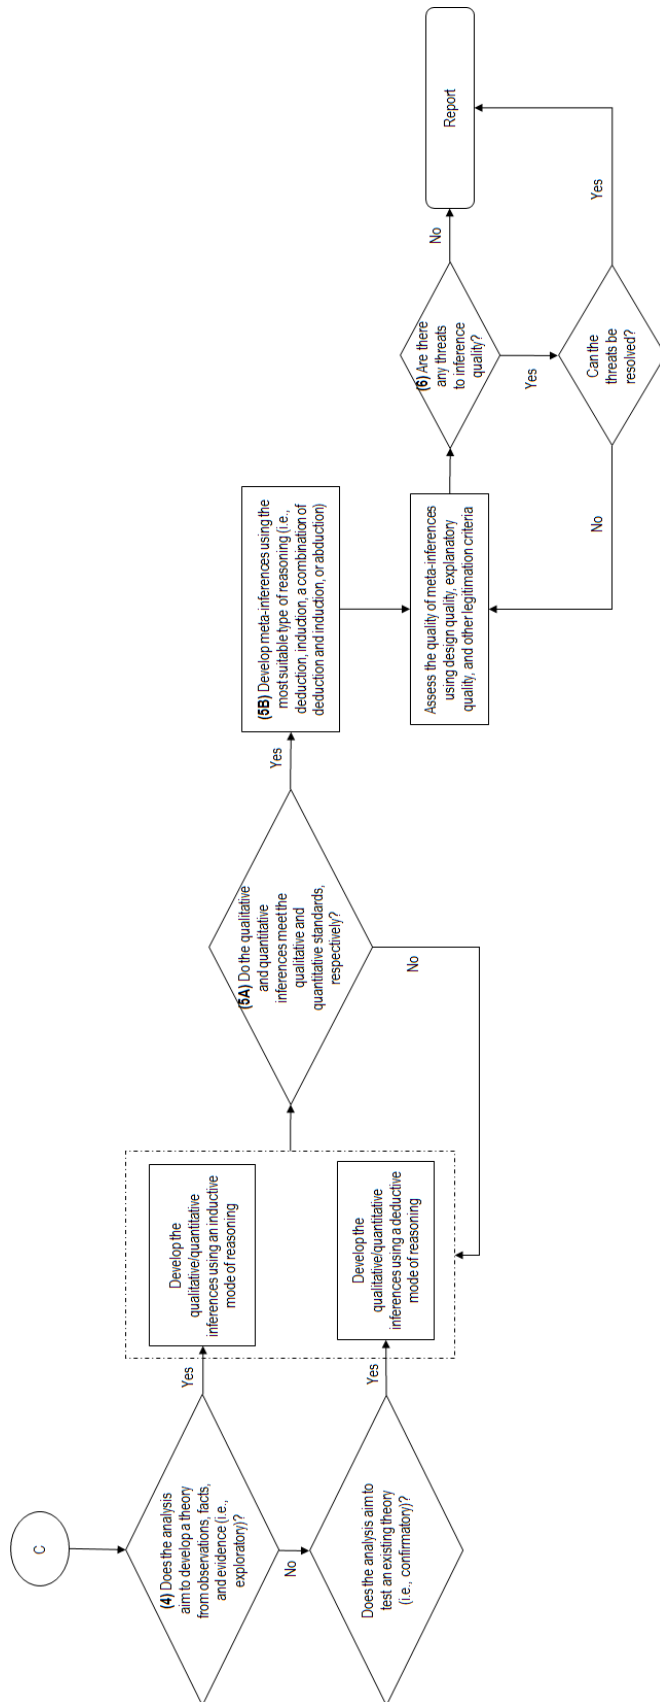 C
(4) Does the analysis
aim to develop a theory
from observations, facts,
and evidence (i.e.,
exploratory)?
Yes
No
Develop the
qualitative/quantitative
inferences using an inductive
mode of reasoning
Does the analysis aim to
test an existing theory
(i.e., confirmatory)?
Yes
Develop the
qualitative/quantitative
inferences using a deductive
mode of reasoning
(5A) Do the qualitative
and quantitative
inferences meet the
qualitative and
quantitative standards,
respectively?
Yes
No
(5B) Develop meta-inferences using the
most suitable type of reasoning (i.e.,
deduction, induction, a combination of
deduction and induction, or abduction)
Assess the quality of meta-inferences
using design quality, explanatory
quality, and other legitimation criteria
(6) Are there
any threats
to inference
quality?
No
Yes
Can the
threats be
resolved?
No
Yes
Report